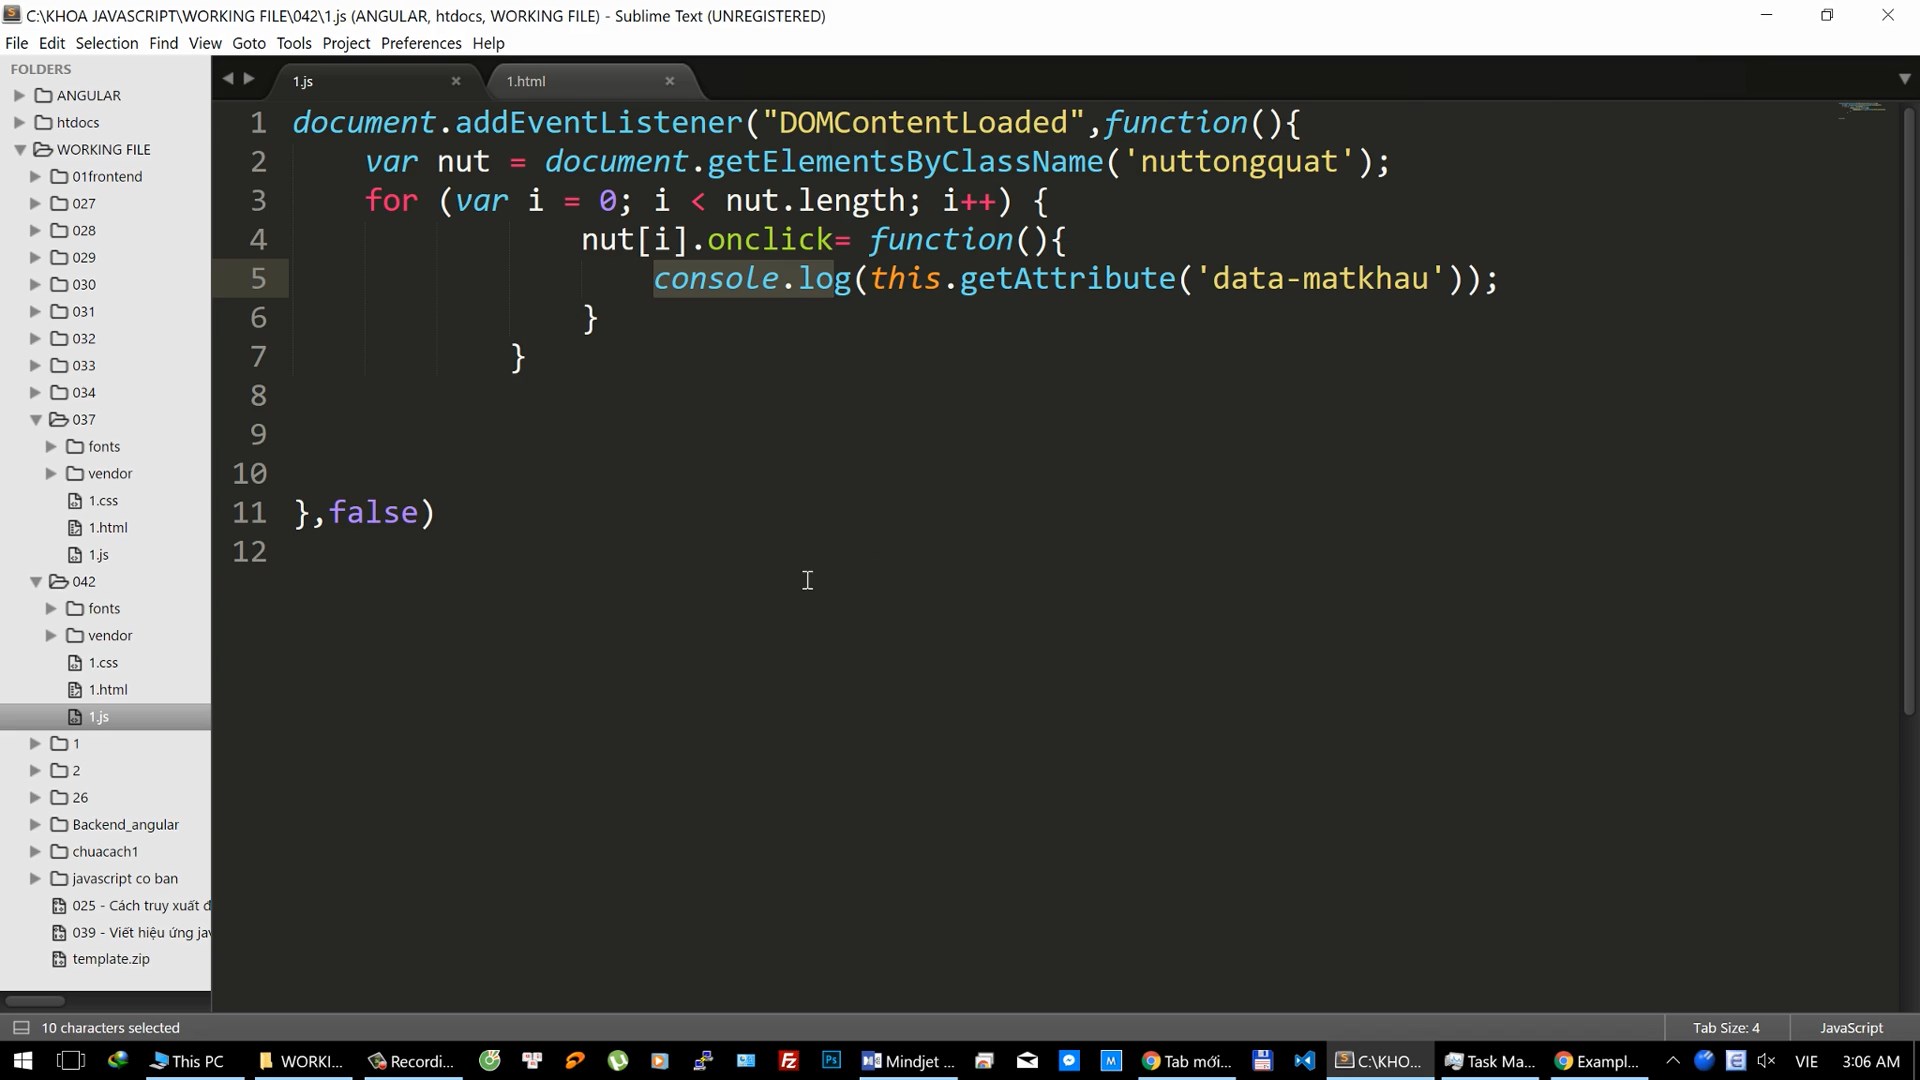 C:\KHOA JAVASCRIPT\WORKING FILE\042\1.js (ANGULAR, htdocs, WORKING FILE) - Sublime Text (UNREGISTERED)
File Edit Selection Find View Goto Tools Project Preferences Help
FOLDERS
ANGULAR
htdocs
WORKING FILE
01frontend
027
028
029
030
031
032
033
034
037
fonts
vendor
1.css
1.html
1.js
042
fonts
vendor
1.css
1.html
1.js
1
2
26
Backend_angular
chuacach1
javascript co ban
025 - Cách truy xuất đ
039 - Viết hiệu ứng jav
template.zip
1.js 1.html
1 document.addEventListener("DOMContentLoaded",function(){
2 var nut = document.getElementsByClassName('nuttongquat');
3 for (var i = 0; i < nut.length; i++) {
4 nut[i].onclick= function(){
5 console.log(this.getAttribute('data-matkhau'));
6 }
7 }
8
9
10
11 },false)
12
10 characters selected Tab Size: 4 JavaScript
This PC WORKI... Recordi... Mindjet ... Tab mới... C:\KHO... Task Ma... Exampl... VIE 3:06 AM